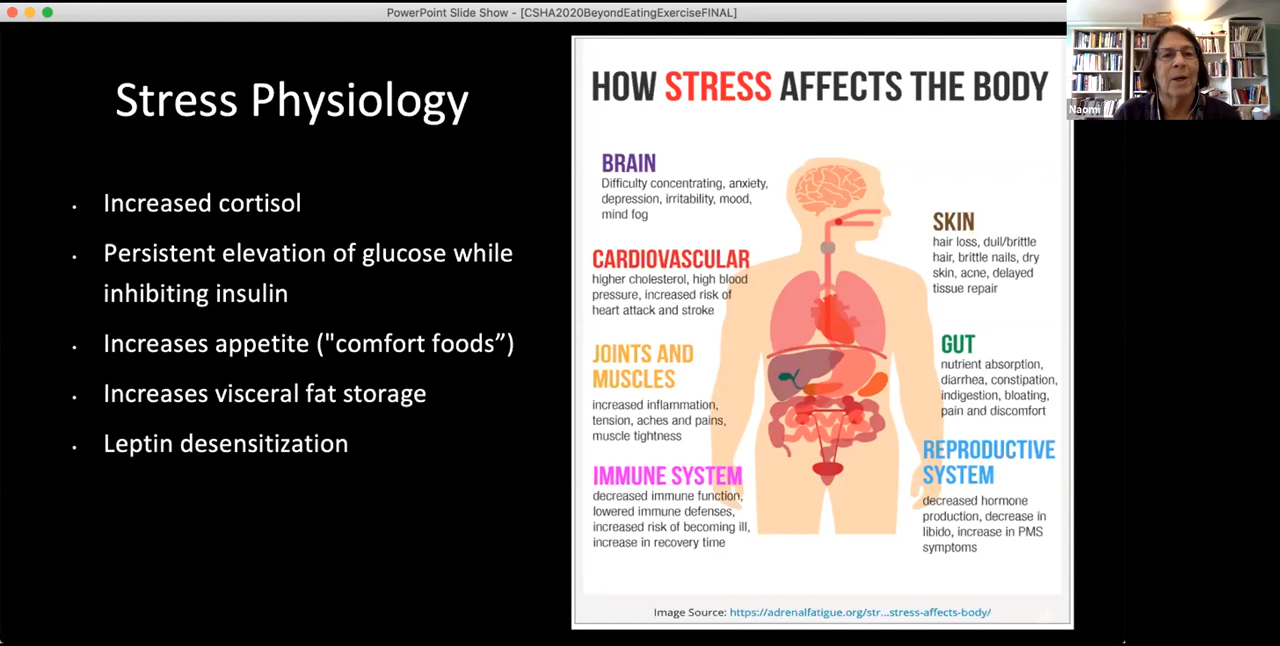 PowerPoint Slide Show - [CSHA2020BeyondEatingExerciseFINAL]
Naomi
Stress Physiology
• Increased cortisol
• Persistent elevation of glucose while
inhibiting insulin
• Increases appetite ("comfort foods”)
• Increases visceral fat storage
• Leptin desensitization
HOW STRESS AFFECTS THE BODY
BRAIN
Difficulty concentrating, anxiety,
depression, irritability, mood,
mind fog
CARDIOVASCULAR
higher cholesterol, high blood
pressure, increased risk of
heart attack and stroke
JOINTS AND
MUSCLES
increased inflammation,
tension, aches and pains,
muscle tightness
IMMUNE SYSTEM
decreased immune function,
lowered immune defenses,
increased risk of becoming ill,
increase in recovery time
SKIN
hair loss, dull/brittle
hair, brittle nails, dry
skin, acne, delayed
tissue repair
GUT
nutrient absorption,
diarrhea, constipation,
indigestion, bloating,
pain and discomfort
REPRODUCTIVE
SYSTEM
decreased hormone
production, decrease in
libido, increase in PMS
symptoms
Image Source: https://adrenalfatigue.org/str...stress-affects-body/